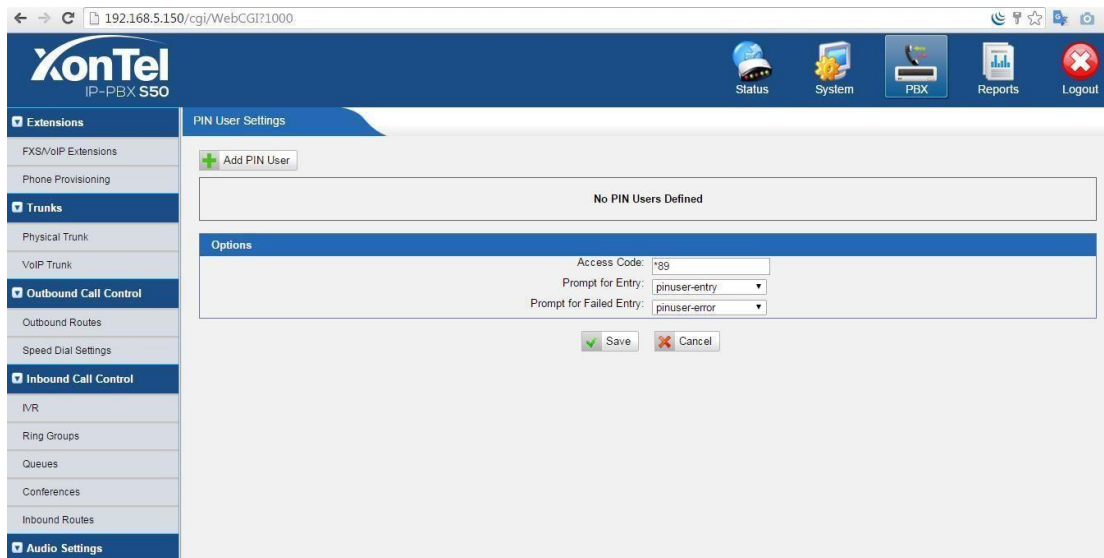 192.168.5.150/cgi/WebCGI?1000
XonTel
IP-PBX S50
Status
System
PBX
Reports
Logout
Extensions
FXS/VoIP Extensions
Phone Provisioning
Trunks
Physical Trunk
VoIP Trunk
Outbound Call Control
Outbound Routes
Speed Dial Settings
Inbound Call Control
IVR
Ring Groups
Queues
Conferences
Inbound Routes
Audio Settings
PIN User Settings
Add PIN User
No PIN Users Defined
Options
Access Code: *89
Prompt for Entry: pinuser-entry
Prompt for Failed Entry: pinuser-error
Save Cancel